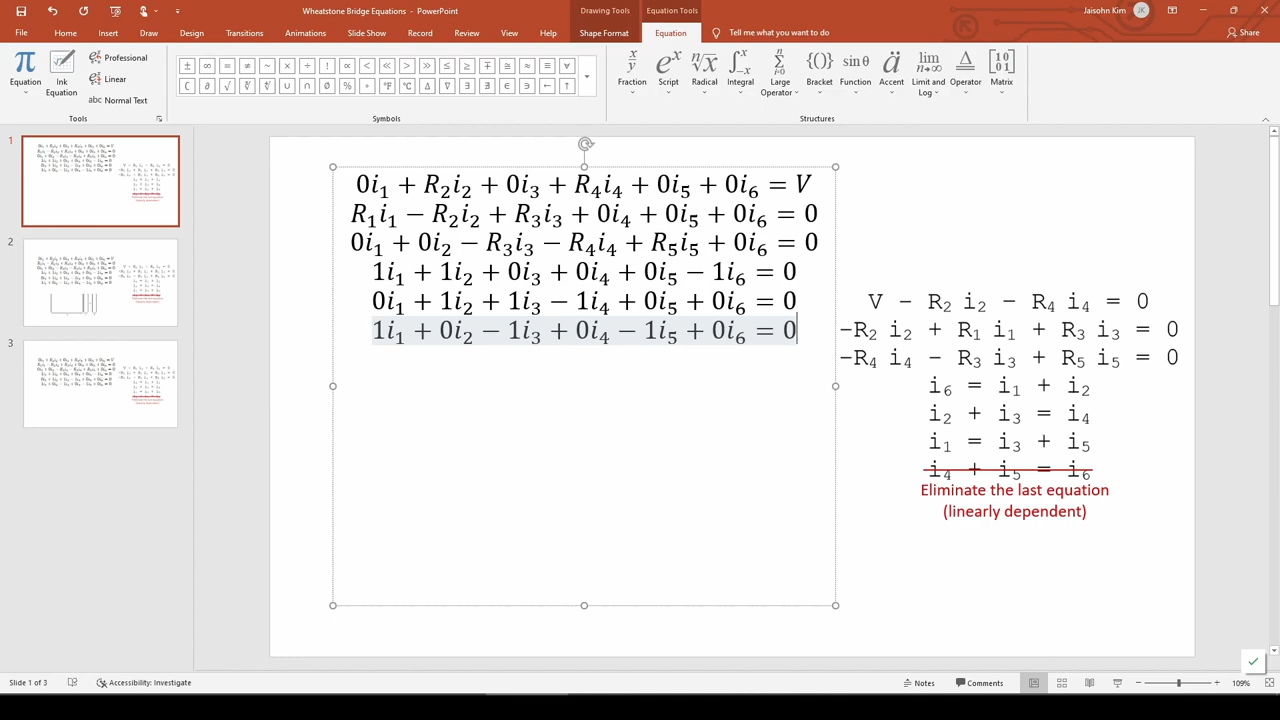 Wheatstone Bridge Equations - PowerPoint
Drawing Tools
Equation Tools
Jaisohn Kim
JK
File
Home
Insert
Draw
Design
Transitions
Animations
Slide Show
Record
Review
View
Help
Shape Format
Equation
Tell me what you want to do
Share
π
Equation
Ink
Equation
Professional
Linear
abc Normal Text
Tools
± ∞ = ≠ ~ × ÷ ! ∝ < ≪ > ≫ ≤ ≥ ∓ ≅ ≈ ≡ ∀
∁ ∂ √ ∛ ∜ ∪ ∩ ∅ % ° °F °C ∆ ∇ ∃ ∄ ∈ ∋ ← ↑
Symbols
Fraction
Script
Radical
Integral
Large
Operator
Bracket
Function
Accent
Limit and
Log
Operator
Matrix
Structures
1
2
3
0i₁ + R₂i₂ + 0i₃ + R₄i₄ + 0i₅ + 0i₆ = V
R₁i₁ − R₂i₂ + R₃i₃ + 0i₄ + 0i₅ + 0i₆ = 0
0i₁ + 0i₂ − R₃i₃ − R₄i₄ + R₅i₅ + 0i₆ = 0
1i₁ + 1i₂ + 0i₃ + 0i₄ + 0i₅ − 1i₆ = 0
0i₁ + 1i₂ + 1i₃ − 1i₄ + 0i₅ + 0i₆ = 0
1i₁ + 0i₂ − 1i₃ + 0i₄ − 1i₅ + 0i₆ = 0
V − R₂ i₂ − R₄ i₄ = 0
−R₂ i₂ + R₁ i₁ + R₃ i₃ = 0
−R₄ i₄ − R₃ i₃ + R₅ i₅ = 0
i₆ = i₁ + i₂
i₂ + i₃ = i₄
i₁ = i₃ + i₅
i₄ + i₅ = i₆
Eliminate the last equation
(linearly dependent)
Slide 1 of 3
Accessibility: Investigate
Notes
Comments
109%